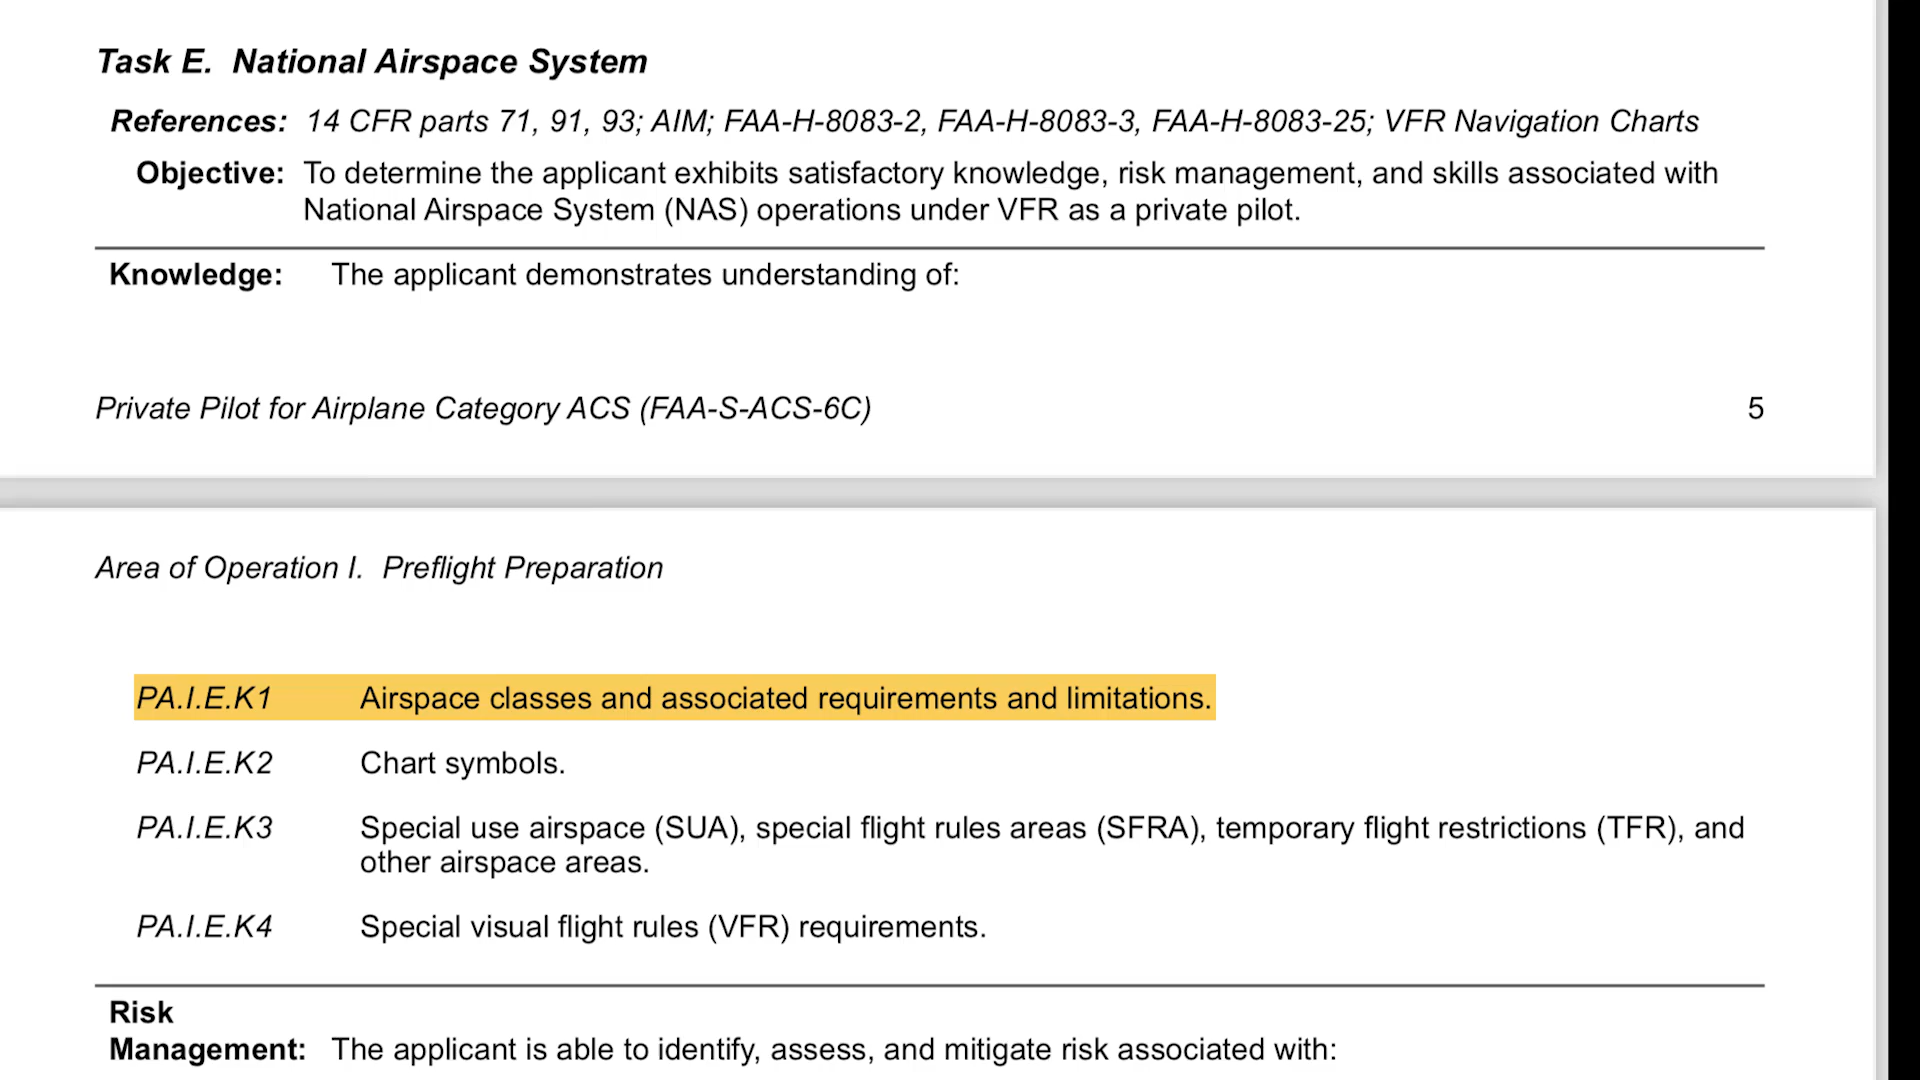 Task E. National Airspace System
References: 14 CFR parts 71, 91, 93; AIM; FAA-H-8083-2, FAA-H-8083-3, FAA-H-8083-25; VFR Navigation Charts
Objective: To determine the applicant exhibits satisfactory knowledge, risk management, and skills associated with
National Airspace System (NAS) operations under VFR as a private pilot.
Knowledge: The applicant demonstrates understanding of:
Private Pilot for Airplane Category ACS (FAA-S-ACS-6C) 5
Area of Operation I. Preflight Preparation
PA.I.E.K1 Airspace classes and associated requirements and limitations.
PA.I.E.K2 Chart symbols.
PA.I.E.K3 Special use airspace (SUA), special flight rules areas (SFRA), temporary flight restrictions (TFR), and
other airspace areas.
PA.I.E.K4 Special visual flight rules (VFR) requirements.
Risk
Management: The applicant is able to identify, assess, and mitigate risk associated with: